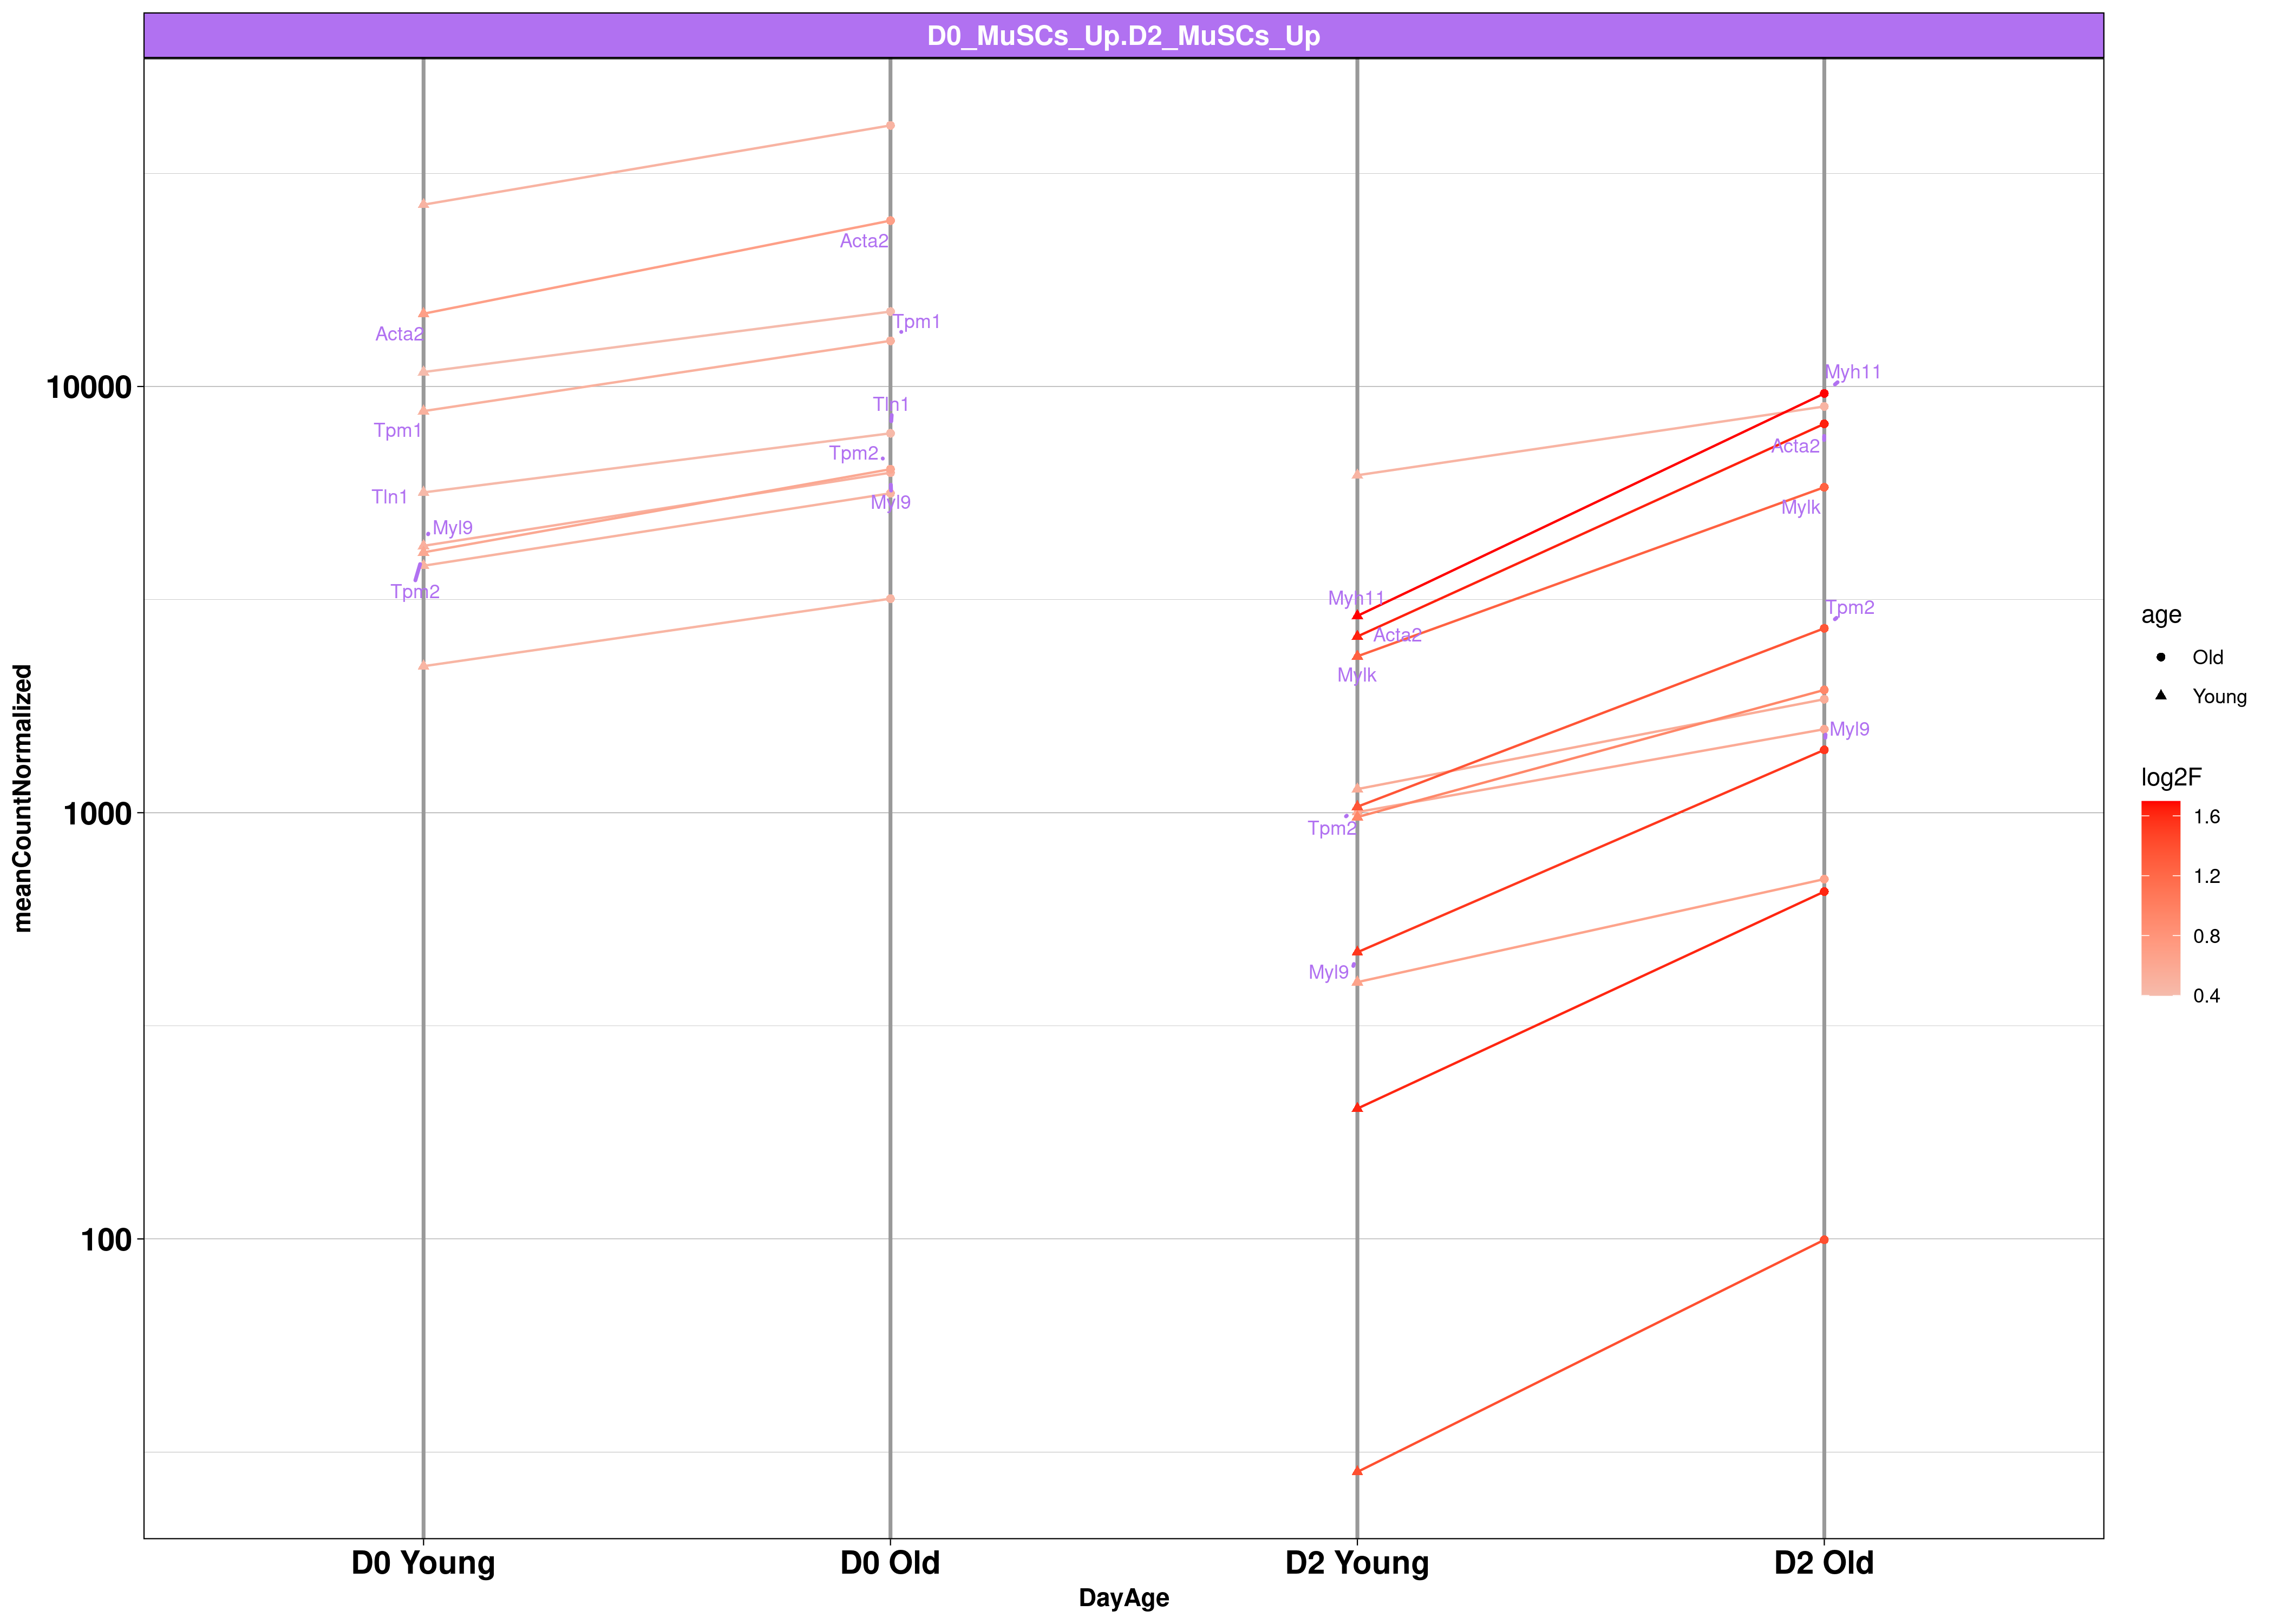 D0_MuSCs_Up.D2_MuSCs_Up
Acta2
Tpm1
Acta2
Myh11
10000
Tln1
Tpm1
Acta2
Tpm2
Tln1
Myl9
Mylk
Myl9
Tpm2
Myh11
Tpm2
Acta2
Mylk
Myl9
1000
Tpm2
Myl9
100
meanCountNormalized
D0 Young
D0 Old
D2 Young
D2 Old
DayAge
age
Old
Young
log2F
1.6
1.2
0.8
0.4